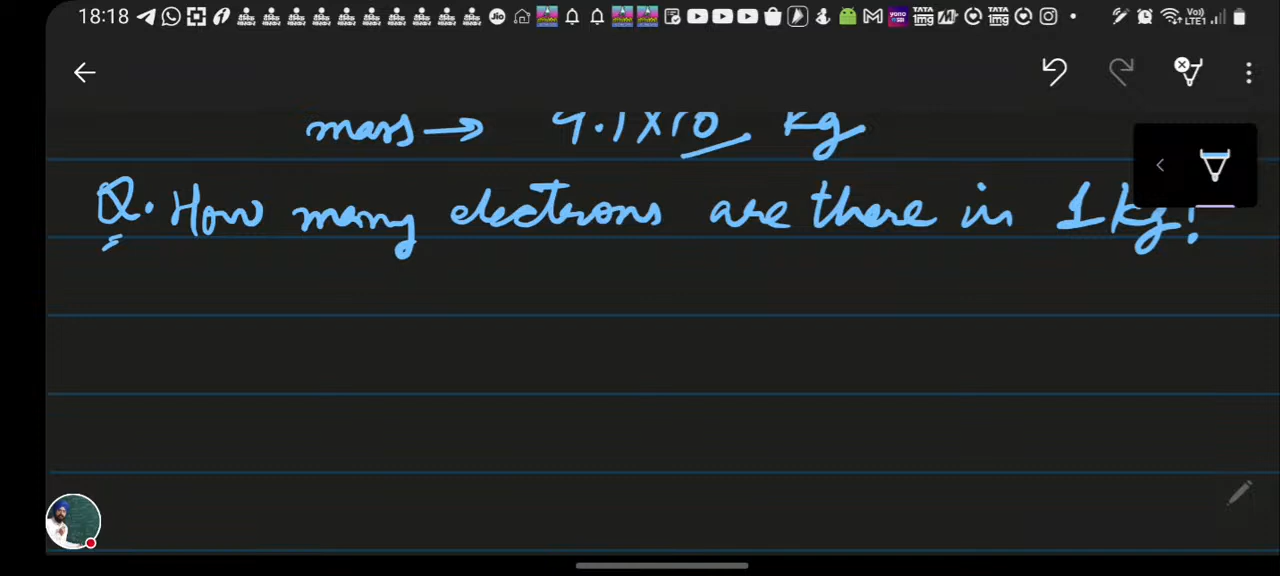 18:18
mass → 9.1×10 kg
Q. How many electrons are there in 1 kg?